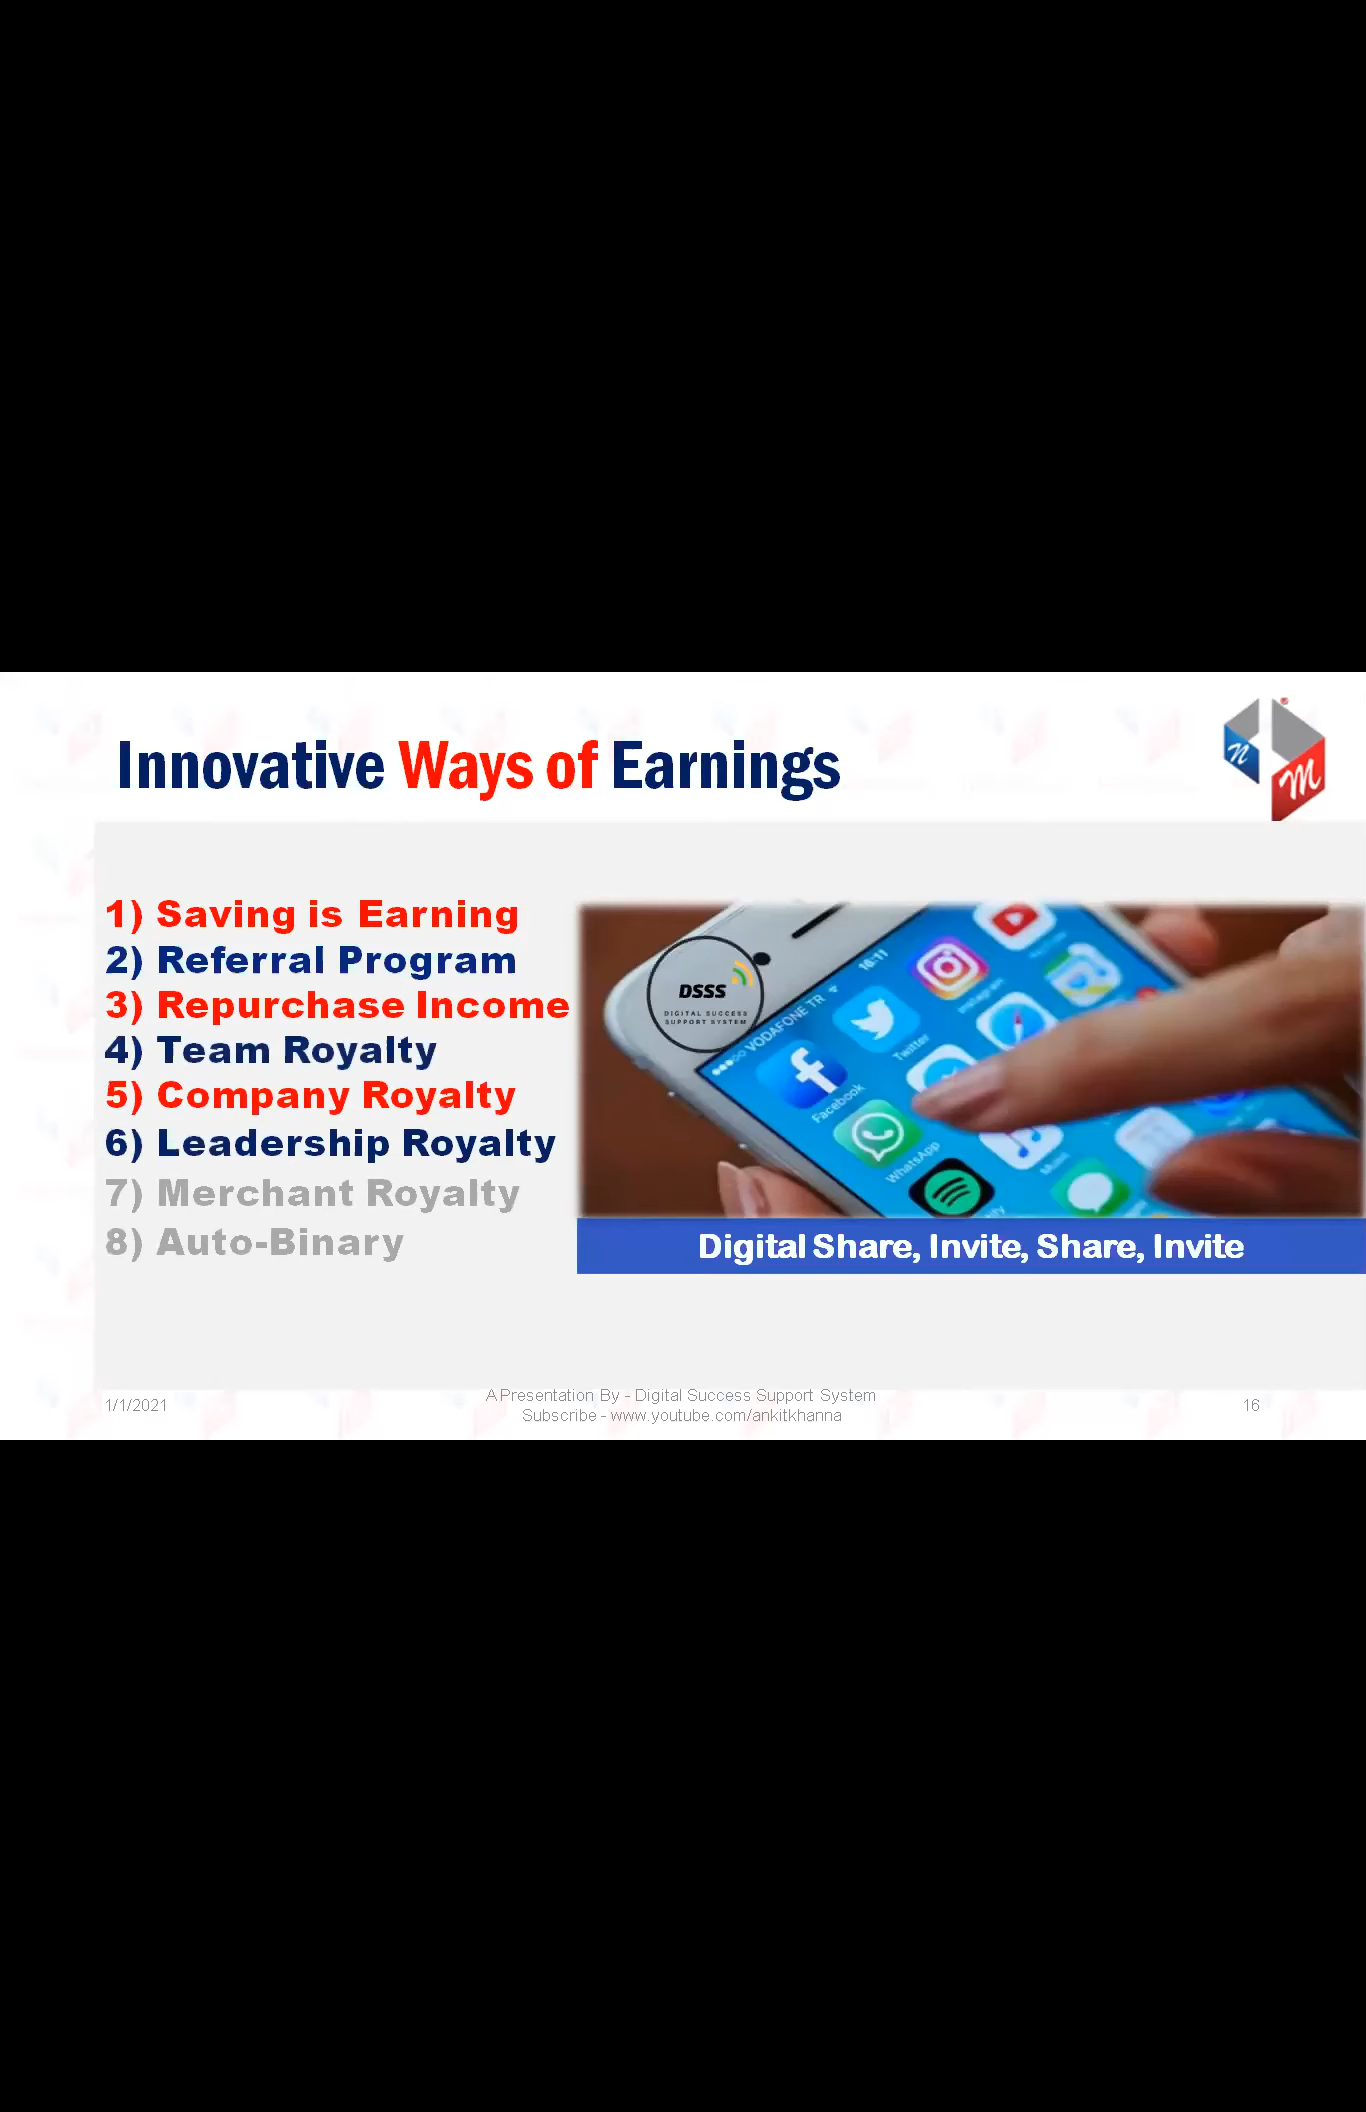 Innovative Ways of Earnings
n
m
1) Saving is Earning
2) Referral Program
3) Repurchase Income
4) Team Royalty
5) Company Royalty
6) Leadership Royalty
7) Merchant Royalty
8) Auto-Binary
DSSS
DIGITAL SUCCESS
SUPPORT SYSTEM
VODAFONE TR
16:11
Facebook
Twitter
Instagram
WhatsApp
Music
Digital Share, Invite, Share, Invite
1/1/2021
A Presentation By - Digital Success Support System
Subscribe - www.youtube.com/ankitkhanna
16